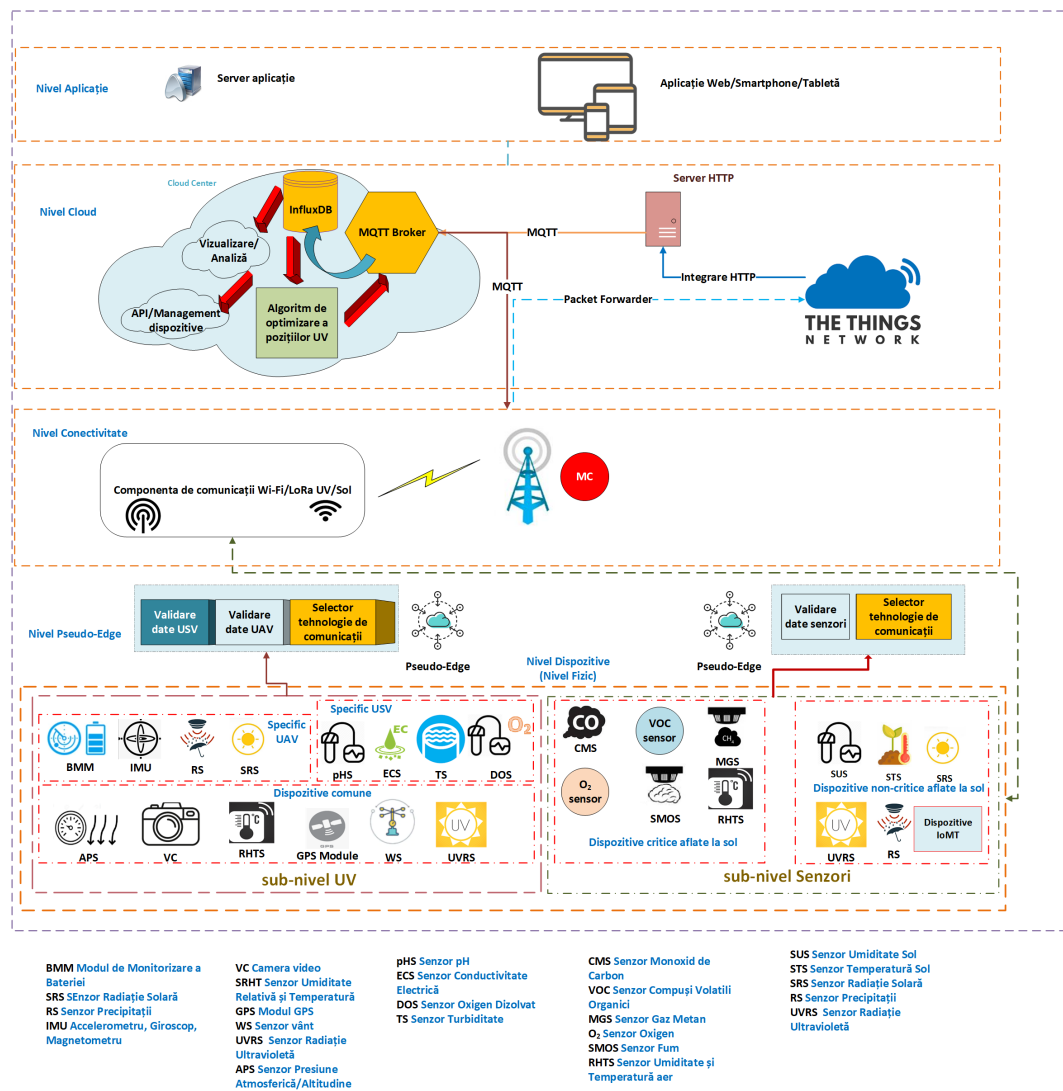 Nivel Aplicație
Server aplicație
Aplicație Web/Smartphone/Tabletă
Nivel Cloud
Cloud Center
InfluxDB
MQTT Broker
Vizualizare/
Analiză
API/Management
dispozitive
Algoritm de
optimizare a
pozițiilor UV
MQTT
MQTT
Server HTTP
Integrare HTTP
Packet Forwarder
THE THINGS
NETWORK
Nivel Conectivitate
Componenta de comunicații Wi-Fi/LoRa UV/Sol
MC
Nivel Pseudo-Edge
Validare
date USV
Validare
date UAV
Selector
tehnologie de
comunicații
Pseudo-Edge
Pseudo-Edge
Validare
date senzori
Selector
tehnologie de
comunicații
Nivel Dispozitive
(Nivel Fizic)
Specific
UAV
BMM
IMU
RS
SRS
Specific USV
EC
O2
pHS
ECS
TS
DOS
Dispozitive comune
APS
VC
°C
RHTS
GPS
GPS Module
WS
UV
UVRS
sub-nivel UV
CO
CMS
VOC
sensor
CH4
MGS
O2
sensor
SMOS
°C
RHTS
Dispozitive critice aflate la sol
SUS
STS
SRS
Dispozitive non-critice aflate la sol
UV
UVRS
RS
Dispozitive
IoMT
sub-nivel Senzori
BMM Modul de Monitorizare a
Bateriei
SRS SEnzor Radiație Solară
RS Senzor Precipitații
IMU Accelerometru, Giroscop,
Magnetometru
VC Camera video
SRHT Senzor Umiditate
Relativă și Temperatură
GPS Modul GPS
WS Senzor vânt
UVRS Senzor Radiație
Ultravioletă
APS Senzor Presiune
Atmosferică/Altitudine
pHS Senzor pH
ECS Senzor Conductivitate
Electrică
DOS Senzor Oxigen Dizolvat
TS Senzor Turbiditate
CMS Senzor Monoxid de
Carbon
VOC Senzor Compuși Volatili
Organici
MGS Senzor Gaz Metan
O2 Senzor Oxigen
SMOS Senzor Fum
RHTS Senzor Umiditate și
Temperatură aer
SUS Senzor Umiditate Sol
STS Senzor Temperatură Sol
SRS Senzor Radiație Solară
RS Senzor Precipitații
UVRS Senzor Radiație
Ultravioletă